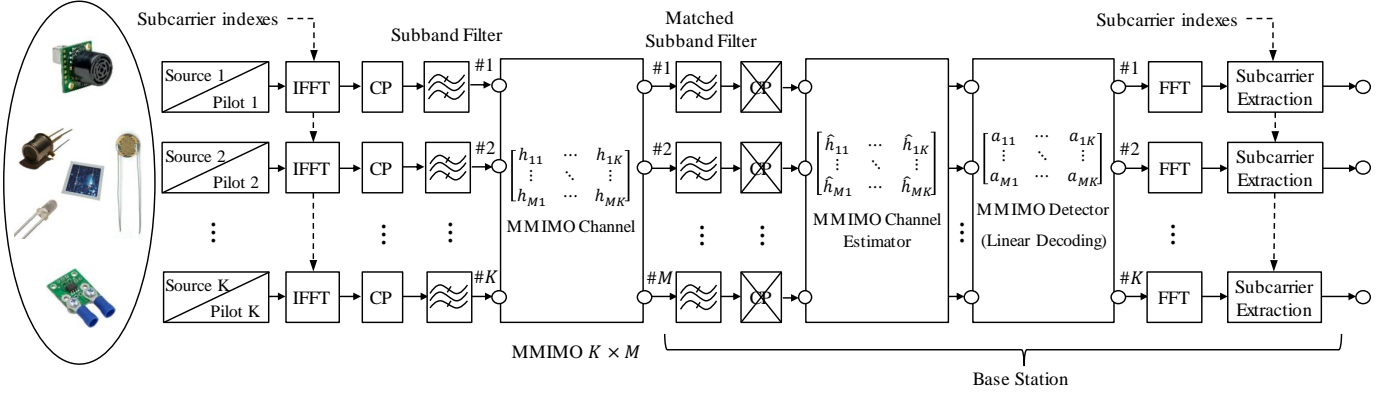 Subcarrier indexes
Subband Filter
Matched
Subband Filter
Subcarrier indexes
Source 1
Pilot 1
IFFT
CP
#1
#1
CP
#1
FFT
Subcarrier
Extraction
Source 2
Pilot 2
IFFT
CP
#2
#2
CP
#2
FFT
Subcarrier
Extraction
h₁₁ ⋯ h₁K
⋮ ⋱ ⋮
hM₁ ⋯ hMK
MMIMO Channel
ĥ₁₁ ⋯ ĥ₁K
⋮ ⋱ ⋮
ĥM₁ ⋯ ĥMK
MMIMO Channel
Estimator
a₁₁ ⋯ a₁K
⋮ ⋱ ⋮
aM₁ ⋯ aMK
MMIMO Detector
(Linear Decoding)
Source K
Pilot K
IFFT
CP
#K
#M
CP
#K
FFT
Subcarrier
Extraction
MMIMO K × M
Base Station